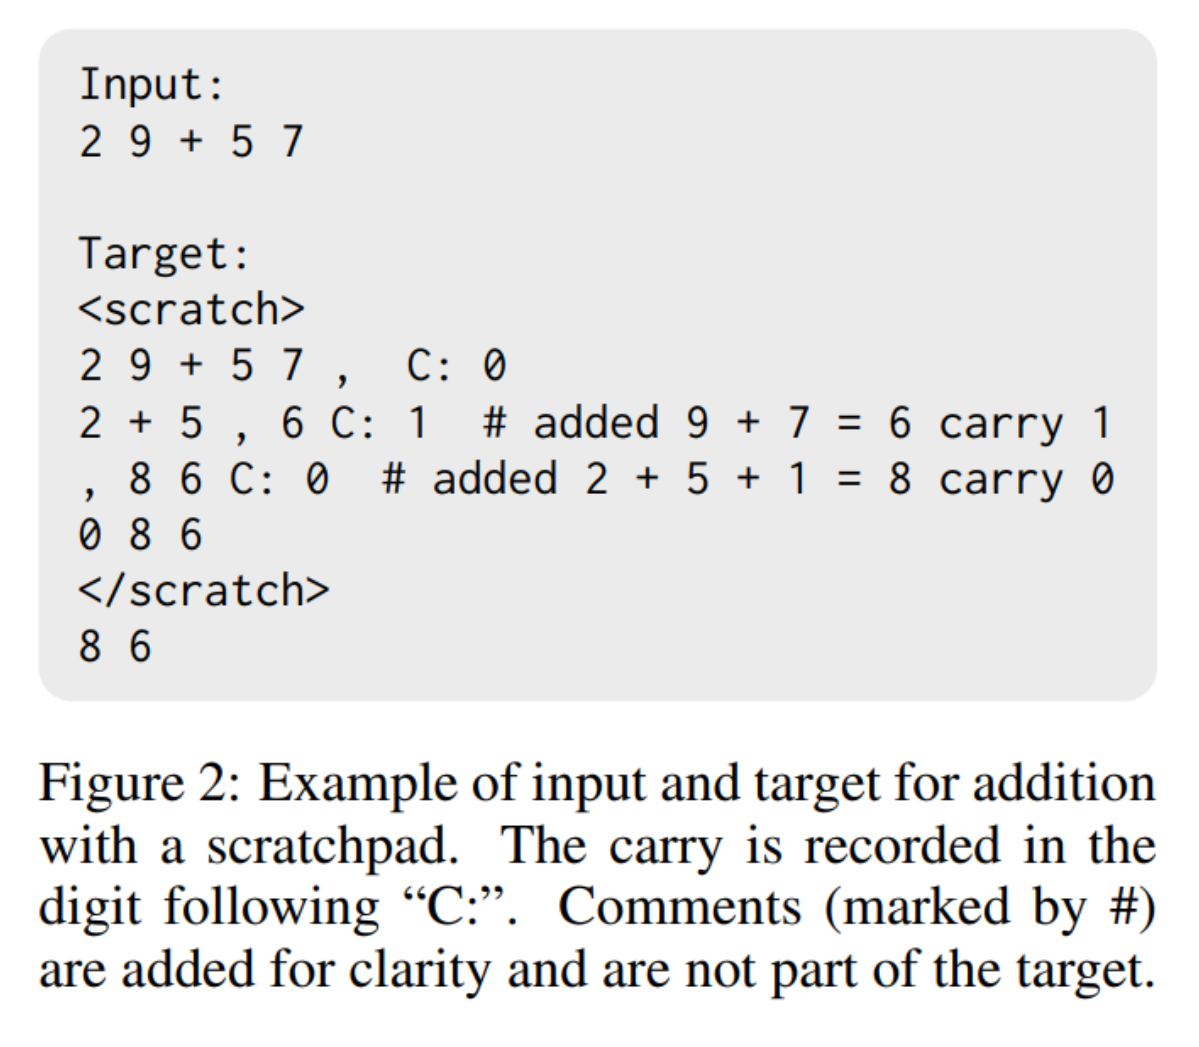 Input:
2 9 + 5 7
Target:
<scratch>
2 9 + 5 7 ,  C: 0
2 + 5 , 6 C: 1  # added 9 + 7 = 6 carry 1
, 8 6 C: 0  # added 2 + 5 + 1 = 8 carry 0
0 8 6
</scratch>
8 6
Figure 2: Example of input and target for addition
with a scratchpad. The carry is recorded in the
digit following “C:”. Comments (marked by #)
are added for clarity and are not part of the target.